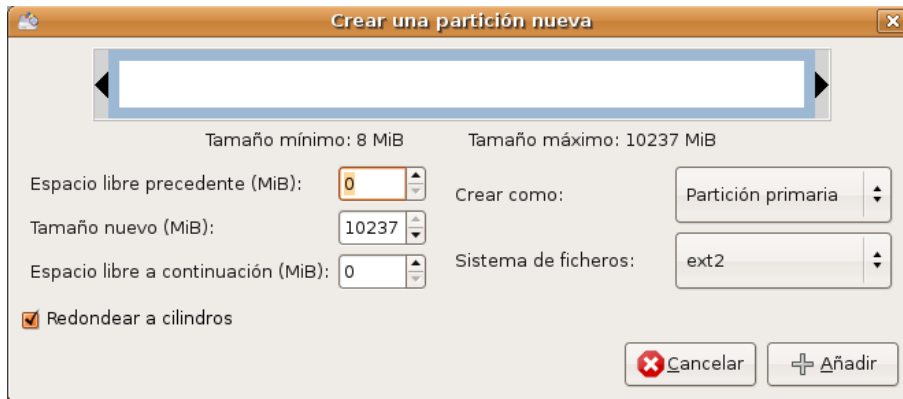 Crear una partición nueva
Tamaño mínimo: 8 MiB Tamaño máximo: 10237 MiB
Espacio libre precedente (MiB): 0
Crear como: Partición primaria
Tamaño nuevo (MiB): 10237
Sistema de ficheros: ext2
Espacio libre a continuación (MiB): 0
Redondear a cilindros
Cancelar Añadir